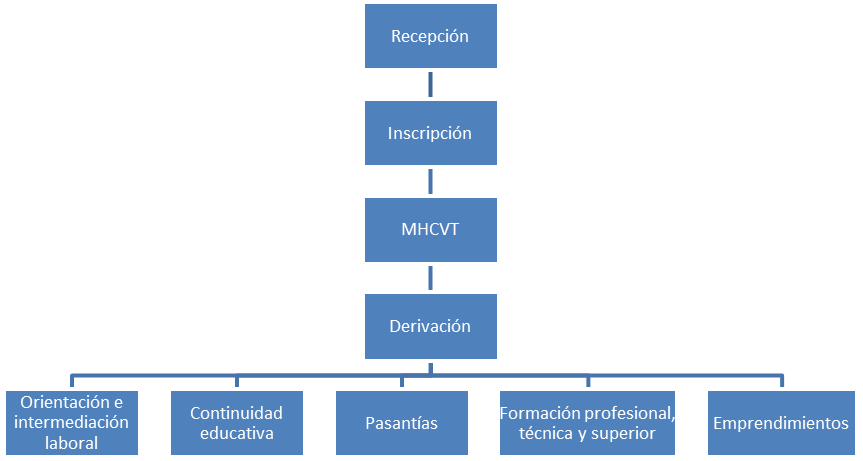 Recepción
Inscripción
MHCVT
Derivación
Orientación e
intermediación
laboral
Continuidad
educativa
Pasantías
Formación profesional,
técnica y superior
Emprendimientos